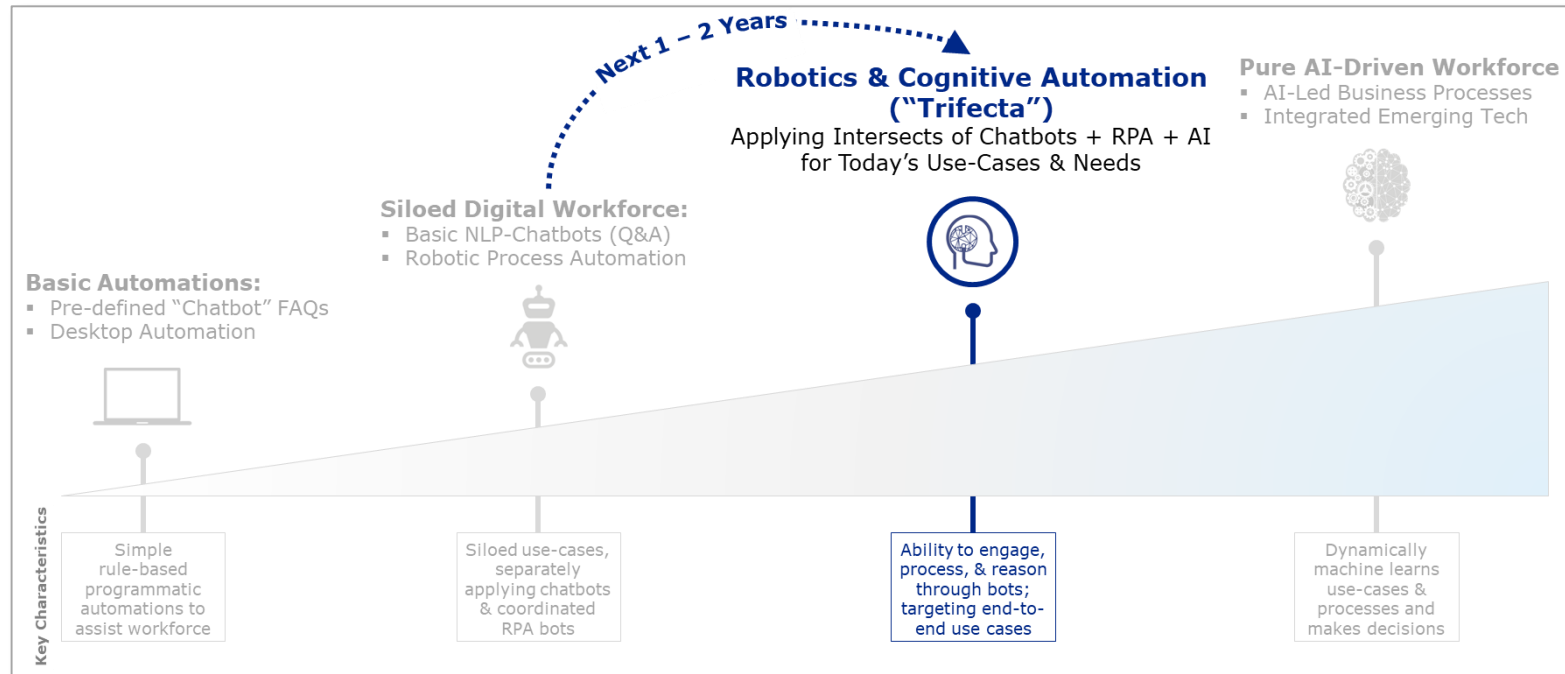 Next 1 – 2 Years
Robotics & Cognitive Automation
(“Trifecta”)
Applying Intersects of Chatbots + RPA + AI
for Today’s Use-Cases & Needs
Pure AI-Driven Workforce
▪ AI-Led Business Processes
▪ Integrated Emerging Tech
Siloed Digital Workforce:
▪ Basic NLP-Chatbots (Q&A)
▪ Robotic Process Automation
Basic Automations:
▪ Pre-defined “Chatbot” FAQs
▪ Desktop Automation
Key Characteristics
Simple
rule-based
programmatic
automations to
assist workforce
Siloed use-cases,
separately
applying chatbots
& coordinated
RPA bots
Ability to engage,
process, & reason
through bots;
targeting end-to-
end use cases
Dynamically
machine learns
use-cases &
processes and
makes decisions